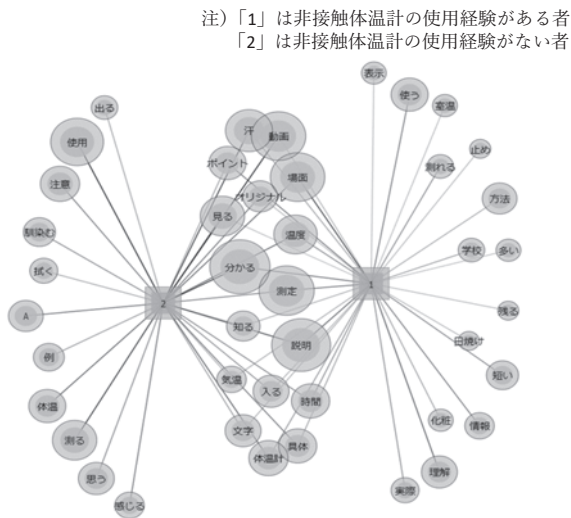 注)「1」は非接触体温計の使用経験がある者
「2」は非接触体温計の使用経験がない者
表示
使う
室温
出る
使用
汗
動画
止め
ポイント
測れる
場面
注意
オリジナル
方法
見る
馴染む
温度
学校
多い
分かる
拭く
測定
1
2
A
残る
知る
説明
日焼け
例
気温
入る
短い
時間
体温
化粧
情報
文字
測る
具体
体温計
理解
思う
実際
感じる